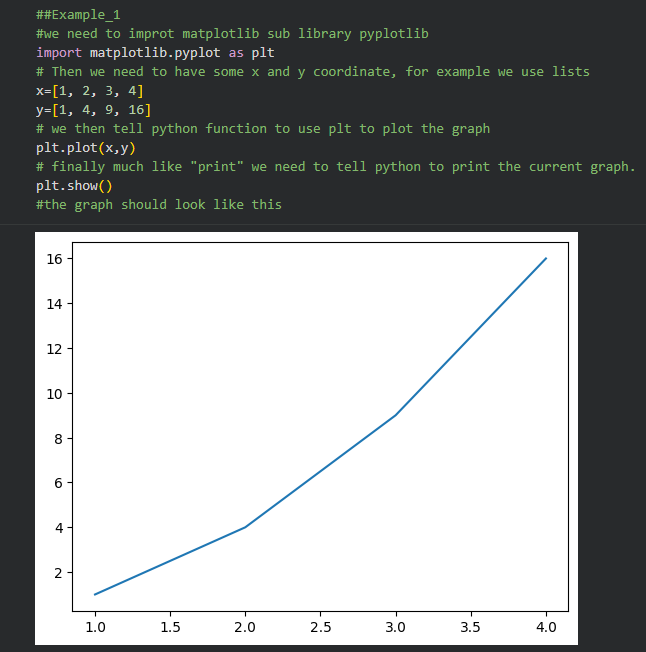 ##Example_1
#we need to improt matplotlib sub library pyplotlib
import matplotlib.pyplot as plt
# Then we need to have some x and y coordinate, for example we use lists
x=[1, 2, 3, 4]
y=[1, 4, 9, 16]
# we then tell python function to use plt to plot the graph
plt.plot(x,y)
# finally much like "print" we need to tell python to print the current graph.
plt.show()
#the graph should look like this
16
14
12
10
8
6
4
2
1.0 1.5 2.0 2.5 3.0 3.5 4.0